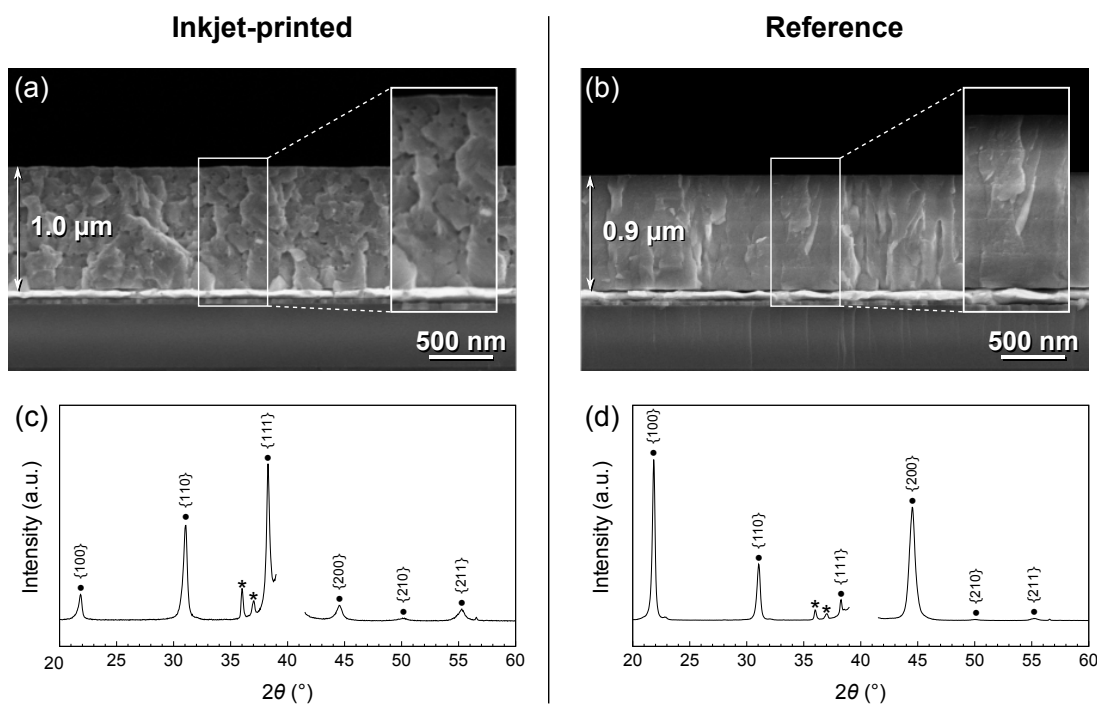 Inkjet-printed
Reference
(a)
1.0 µm
500 nm
(b)
0.9 µm
500 nm
(c)
Intensity (a.u.)
{100}
{110}
*
*
{111}
{200}
{210}
{211}
20 25 30 35 40 45 50 55 60
2θ (°)
(d)
Intensity (a.u.)
{100}
{110}
*
*
{111}
{200}
{210}
{211}
20 25 30 35 40 45 50 55 60
2θ (°)